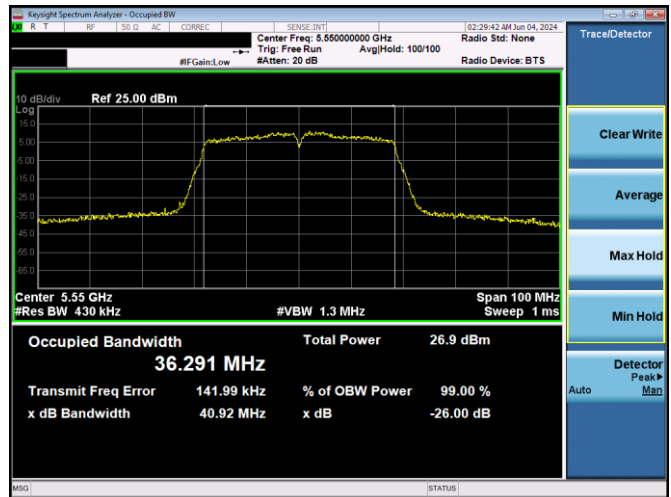 Keysight Spectrum Analyzer - Occupied BW
R T RF 50 Ω AC CORREC SENSE:INT 02:29:42 AM Jun 04, 2024
Center Freq: 5.550000000 GHz Radio Std: None
Trig: Free Run Avg|Hold: 100/100
#IFGain:Low #Atten: 20 dB Radio Device: BTS
Trace/Detector
10 dB/div Ref 25.00 dBm
Log
15.0
5.00
-5.00
-15.0
-25.0
-35.0
-45.0
-55.0
-65.0
Center 5.55 GHz Span 100 MHz
#Res BW 430 kHz #VBW 1.3 MHz Sweep 1 ms
Occupied Bandwidth Total Power 26.9 dBm
36.291 MHz
Transmit Freq Error 141.99 kHz % of OBW Power 99.00 %
x dB Bandwidth 40.92 MHz x dB -26.00 dB
Clear Write
Average
Max Hold
Min Hold
Detector
Peak▶
Auto Man
MSG STATUS